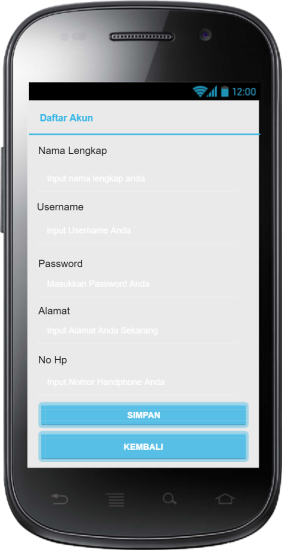 12:00
Daftar Akun
Nama Lengkap
Input nama lengkap anda
Username
Input Username Anda
Password
Masukkan Password Anda
Alamat
Input Alamat Anda Sekarang
No Hp
Input Nomor Handphone Anda
SIMPAN
KEMBALI